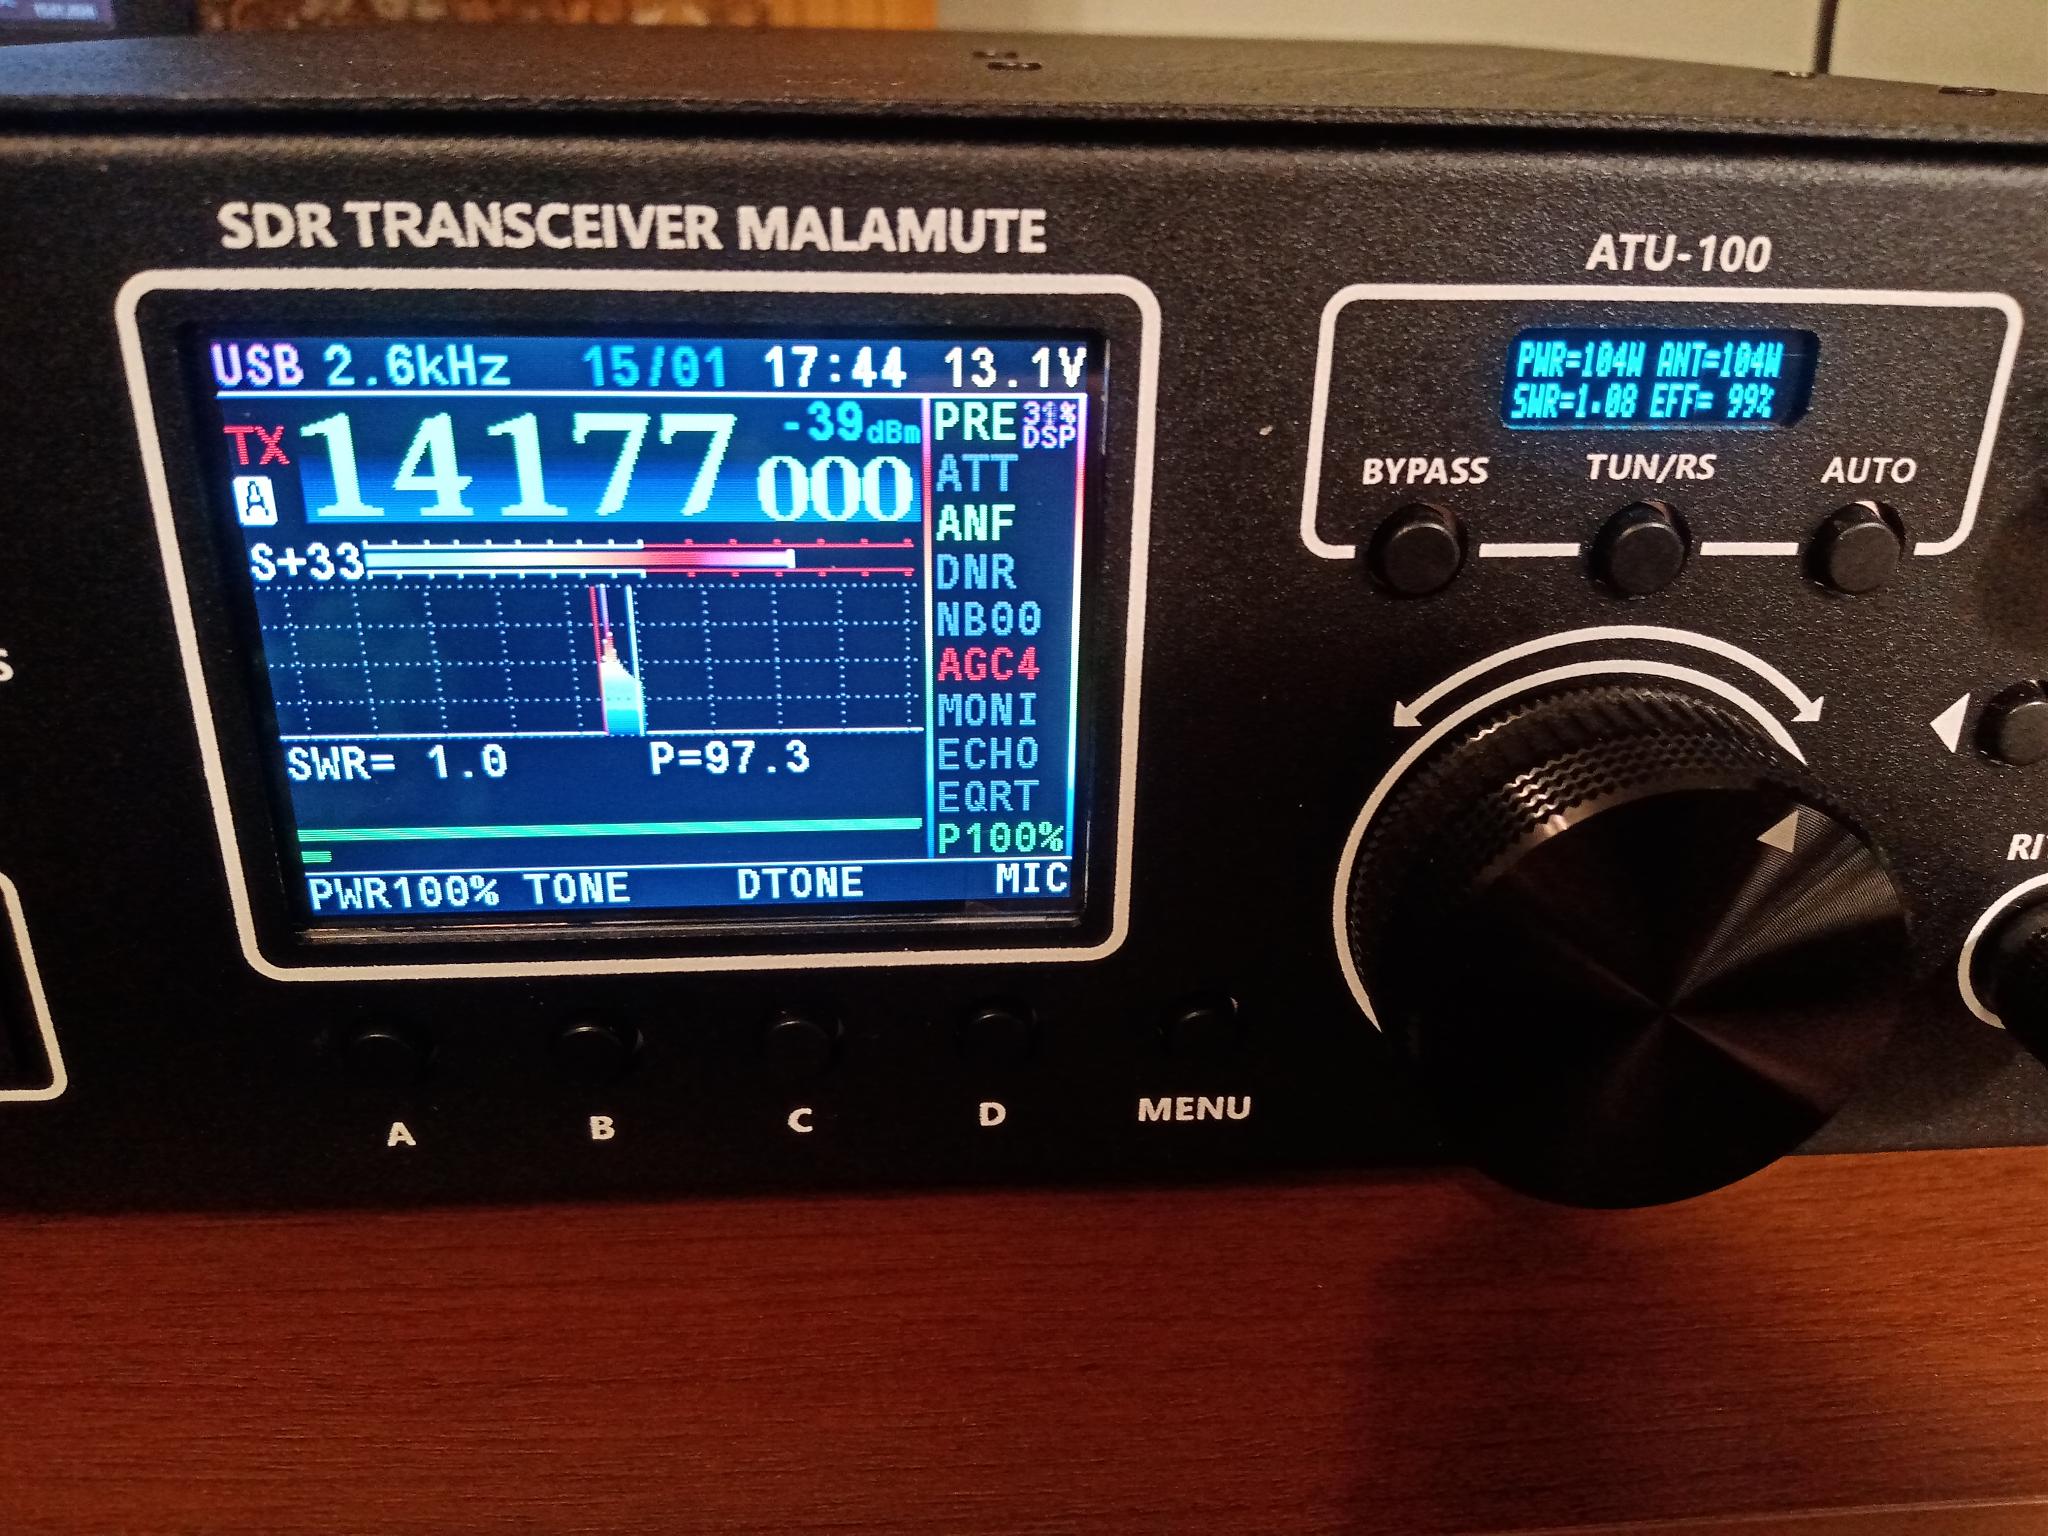 SDR TRANSCEIVER MALAMUTE
USB 2.6kHz 15/01 17:44 13.1V
TX 14177 000 -39dBm
A
PRE
DSP
ATT
ANF
DNR
NB00
AGC4
MONI
ECHO
EQRT
P100%
S+33
SWR= 1.0 P=97.3
PWR100% TONE DTONE MIC
A B C D MENU
ATU-100
PWR=104W ANT=104W
SWR=1.08 EFF= 99%
BYPASS TUN/RS AUTO